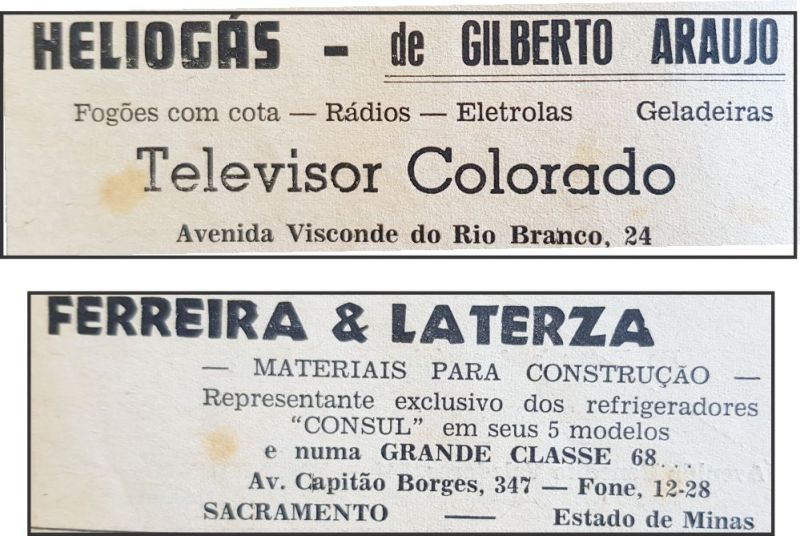 HELIOGÁS - de GILBERTO ARAUJO
Fogões com cota — Rádios — Eletrolas Geladeiras
Televisor Colorado
Avenida Visconde do Rio Branco, 24
FERREIRA & LATERZA
— MATERIAIS PARA CONSTRUÇÃO —
Representante exclusivo dos refrigeradores
"CONSUL" em seus 5 modelos
e numa GRANDE CLASSE 68...
Av. Capitão Borges, 347 — Fone, 12-28
SACRAMENTO — Estado de Minas